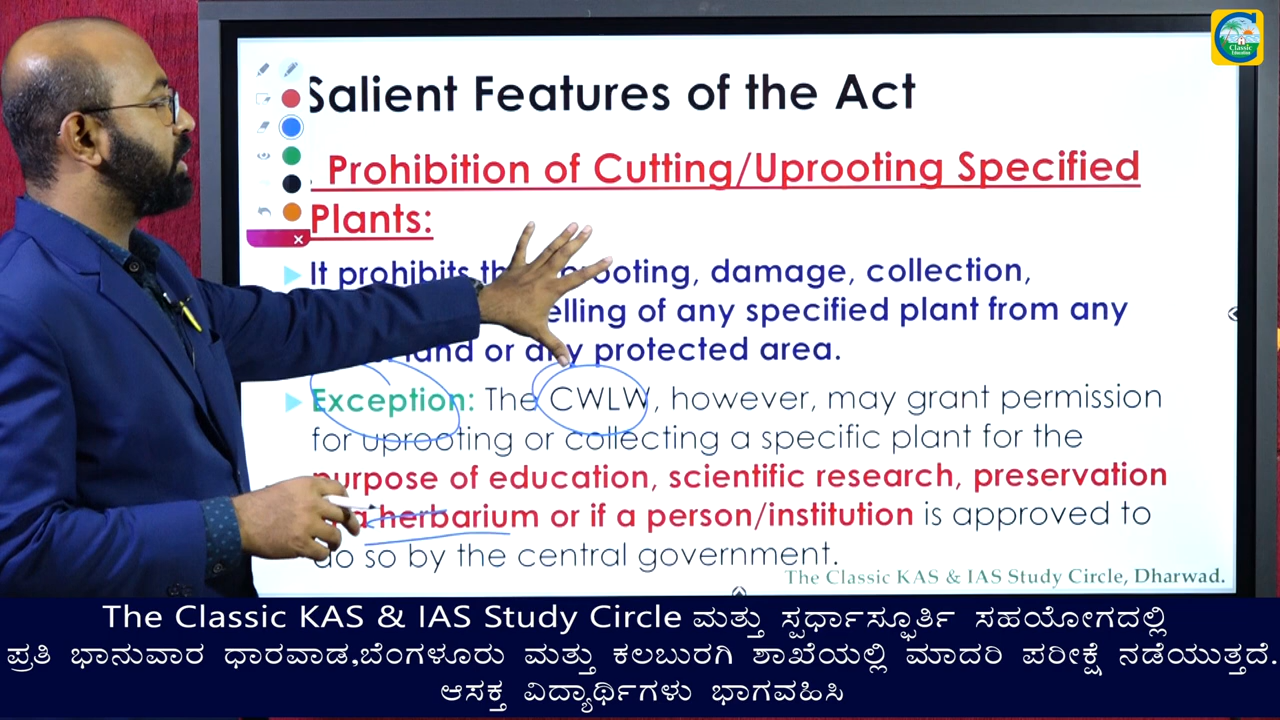 Classic
Education
Salient Features of the Act
Prohibition of Cutting/Uprooting Specified
Plants:
It prohibits the uprooting, damage, collection,
selling of any specified plant from any
land or any protected area.
Exception: The CWLW, however, may grant permission
for uprooting or collecting a specific plant for the
purpose of education, scientific research, preservation
herbarium or if a person/institution is approved to
do so by the central government.
The Classic KAS & IAS Study Circle, Dharwad.
The Classic KAS & IAS Study Circle ಮತ್ತು ಸ್ಪರ್ಧಾಸ್ಫೂರ್ತಿ ಸಹಯೋಗದಲ್ಲಿ
ಪ್ರತಿ ಭಾನುವಾರ ಧಾರವಾಡ,ಬೆಂಗಳೂರು ಮತ್ತು ಕಲಬುರಗಿ ಶಾಖೆಯಲ್ಲಿ ಮಾದರಿ ಪರೀಕ್ಷೆ ನಡೆಯುತ್ತದೆ.
ಆಸಕ್ತ ವಿದ್ಯಾರ್ಥಿಗಳು ಭಾಗವಹಿಸಿ